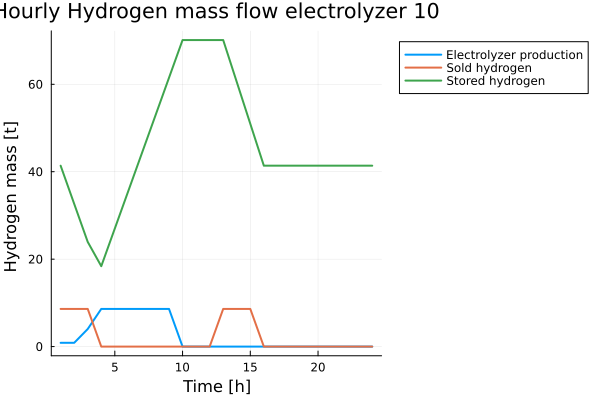 Hourly Hydrogen mass flow electrolyzer 10
Electrolyzer production
Sold hydrogen
Stored hydrogen
Hydrogen mass [t]
60
40
20
0
5
10
15
20
Time [h]